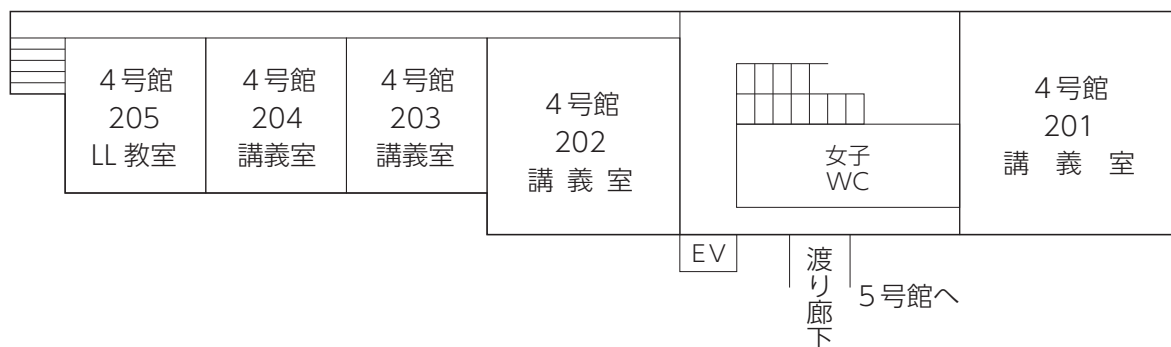 ４号館
205
LL 教室
４号館
204
講義室
４号館
203
講義室
４号館
202
講 義 室
女子
WC
４号館
201
講　義　室
EV
渡り廊下
５号館へ